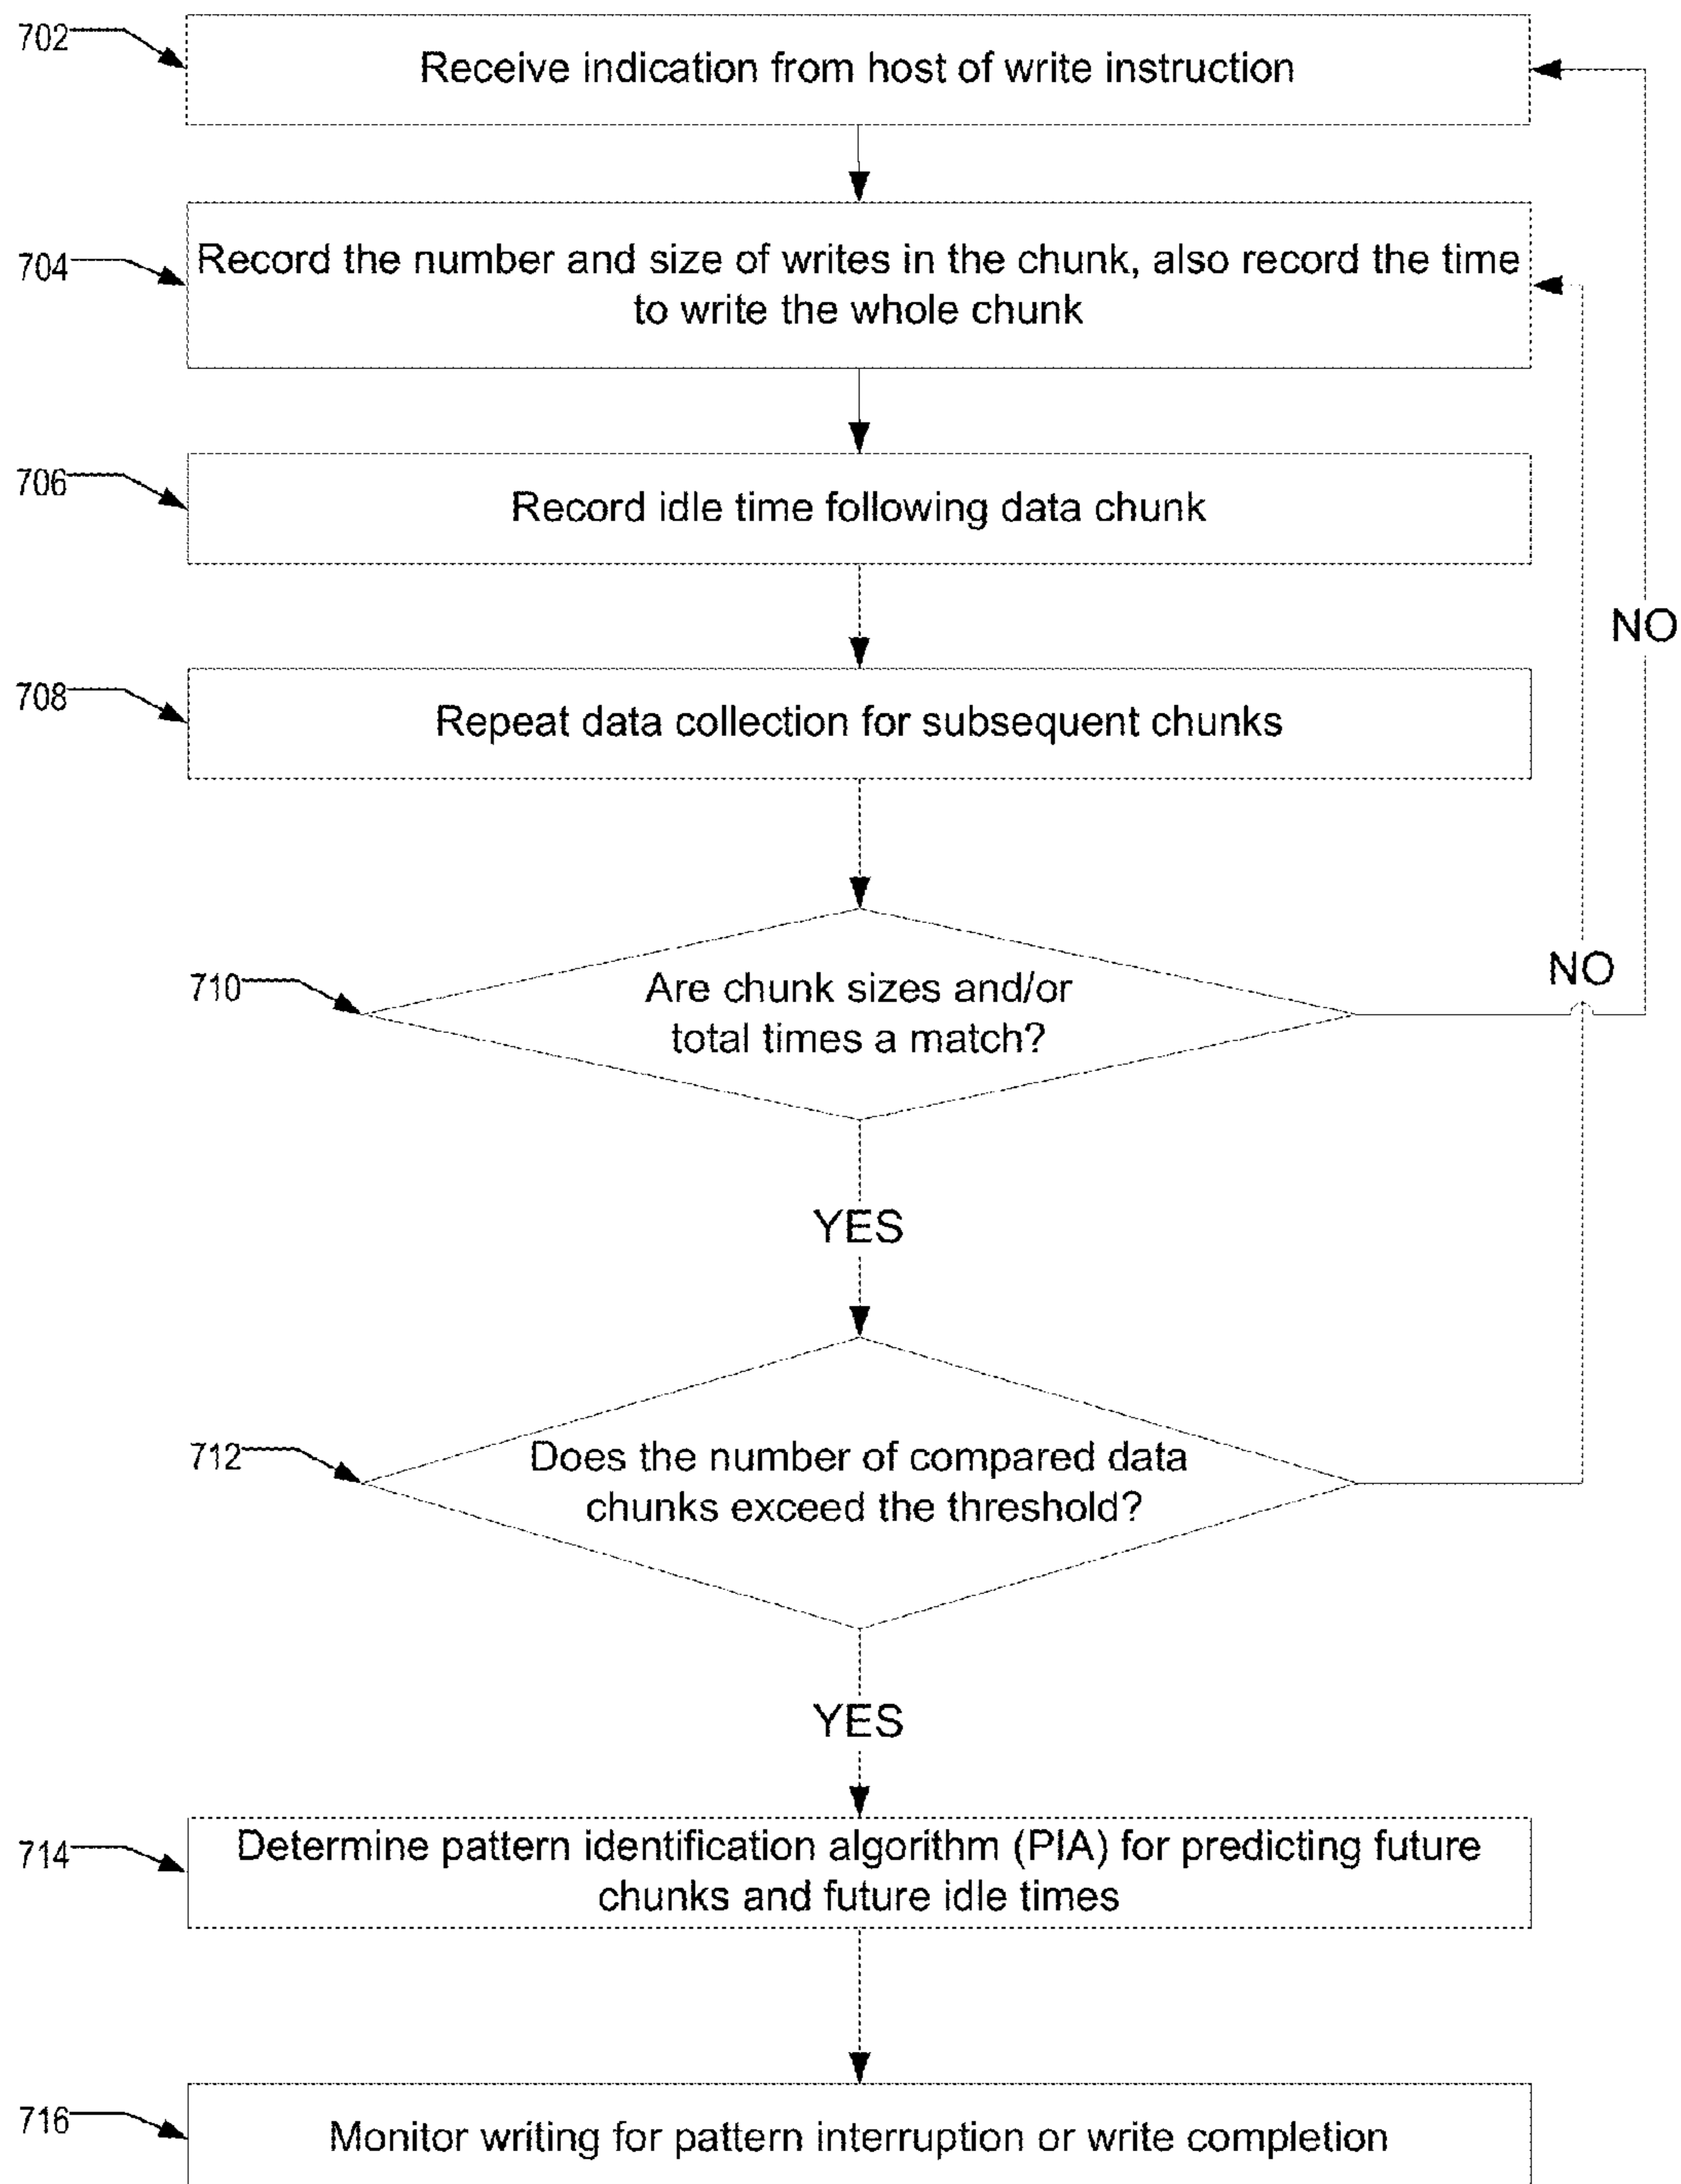 702
Receive indication from host of write instruction
704
Record the number and size of writes in the chunk, also record the time
to write the whole chunk
706
Record idle time following data chunk
NO
708
Repeat data collection for subsequent chunks
710
Are chunk sizes and/or
total times a match?
NO
YES
712
Does the number of compared data
chunks exceed the threshold?
YES
714
Determine pattern identification algorithm (PIA) for predicting future
chunks and future idle times
716
Monitor writing for pattern interruption or write completion